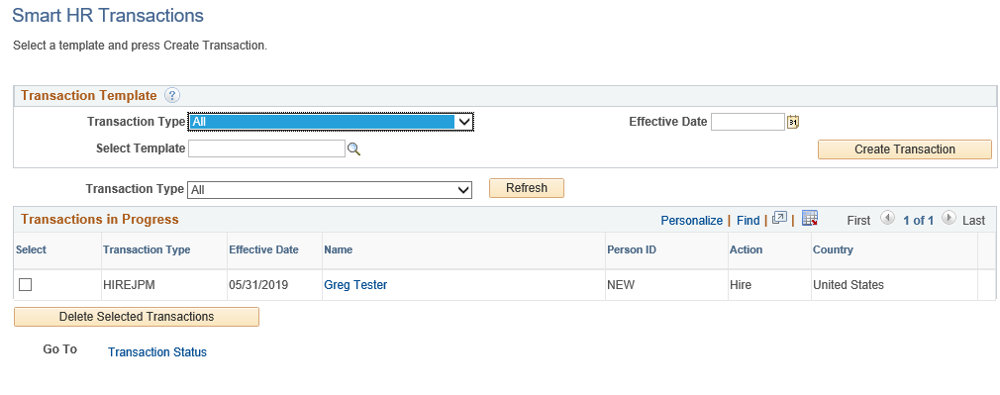 Smart HR Transactions
Select a template and press Create Transaction.
Transaction Template ?
Transaction Type All Effective Date 31
Select Template Create Transaction
Transaction Type All Refresh
Transactions in Progress Personalize | Find | | First 1 of 1 Last
Select Transaction Type Effective Date Name Person ID Action Country
HIREJPM 05/31/2019 Greg Tester NEW Hire United States
Delete Selected Transactions
Go To Transaction Status